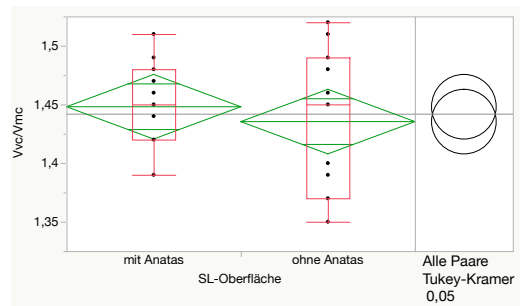 1,5
1,45
1,4
1,35
Vvc/Vmc
mit Anatas
ohne Anatas
SL-Oberfläche
Alle Paare
Tukey-Kramer
0,05